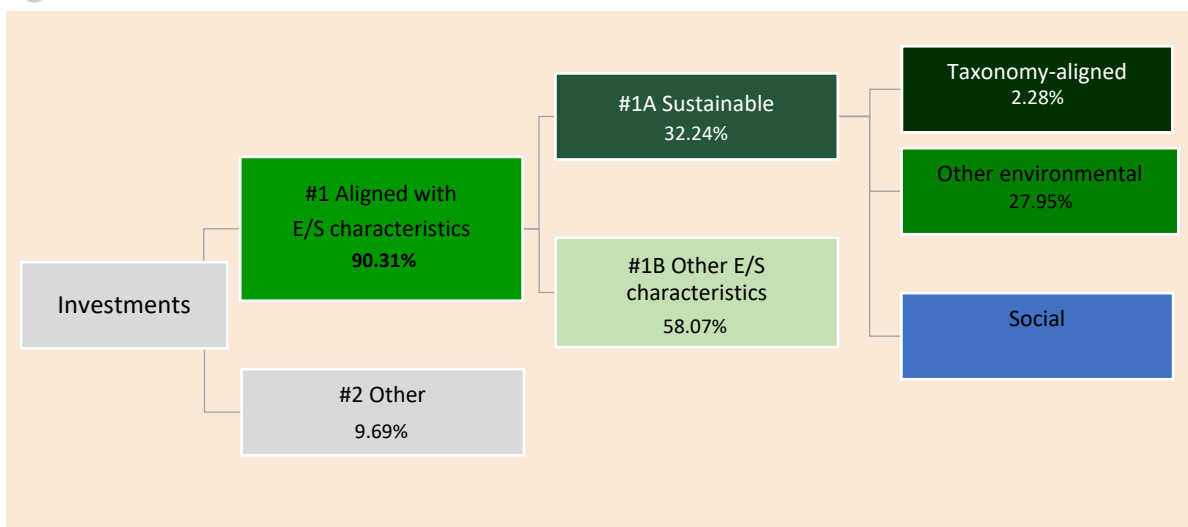 Investments
#1 Aligned with
E/S characteristics
90.31%
#2 Other
9.69%
#1A Sustainable
32.24%
#1B Other E/S
characteristics
58.07%
Taxonomy-aligned
2.28%
Other environmental
27.95%
Social